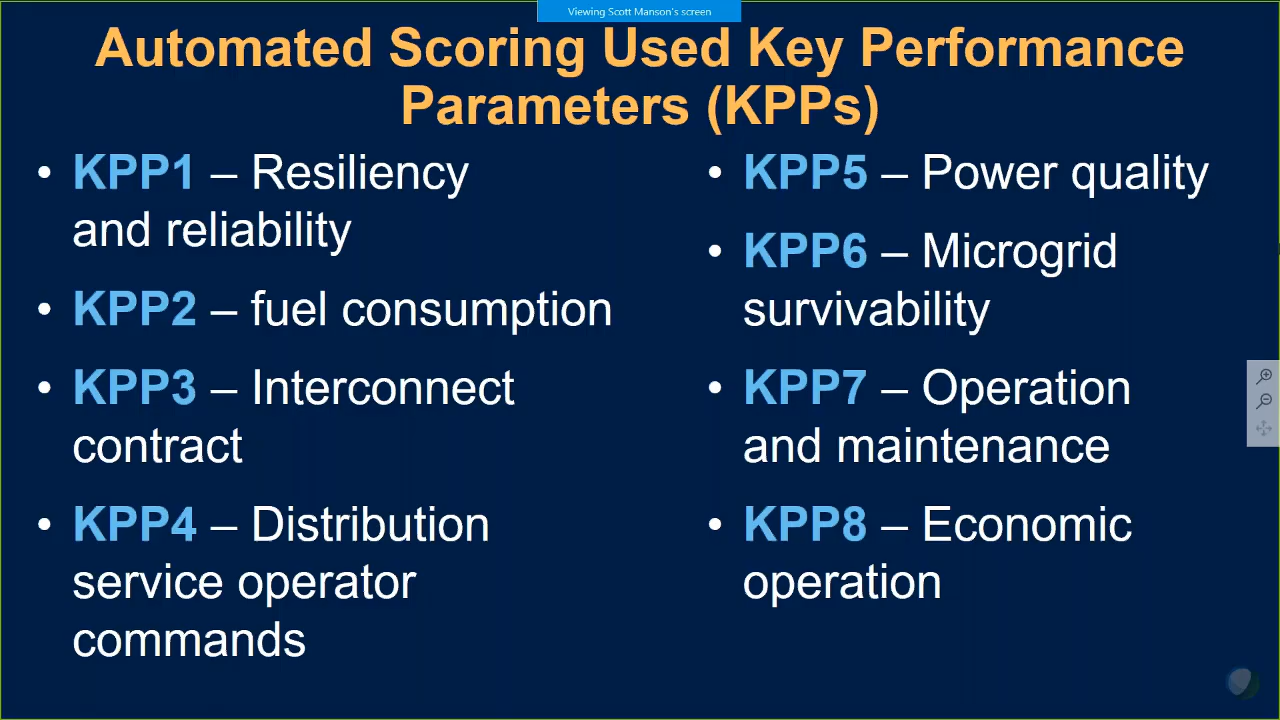 Viewing Scott Manson's screen
Automated Scoring Used Key Performance
Parameters (KPPs)
• KPP1 – Resiliency
and reliability
• KPP2 – fuel consumption
• KPP3 – Interconnect
contract
• KPP4 – Distribution
service operator
commands
• KPP5 – Power quality
• KPP6 – Microgrid
survivability
• KPP7 – Operation
and maintenance
• KPP8 – Economic
operation